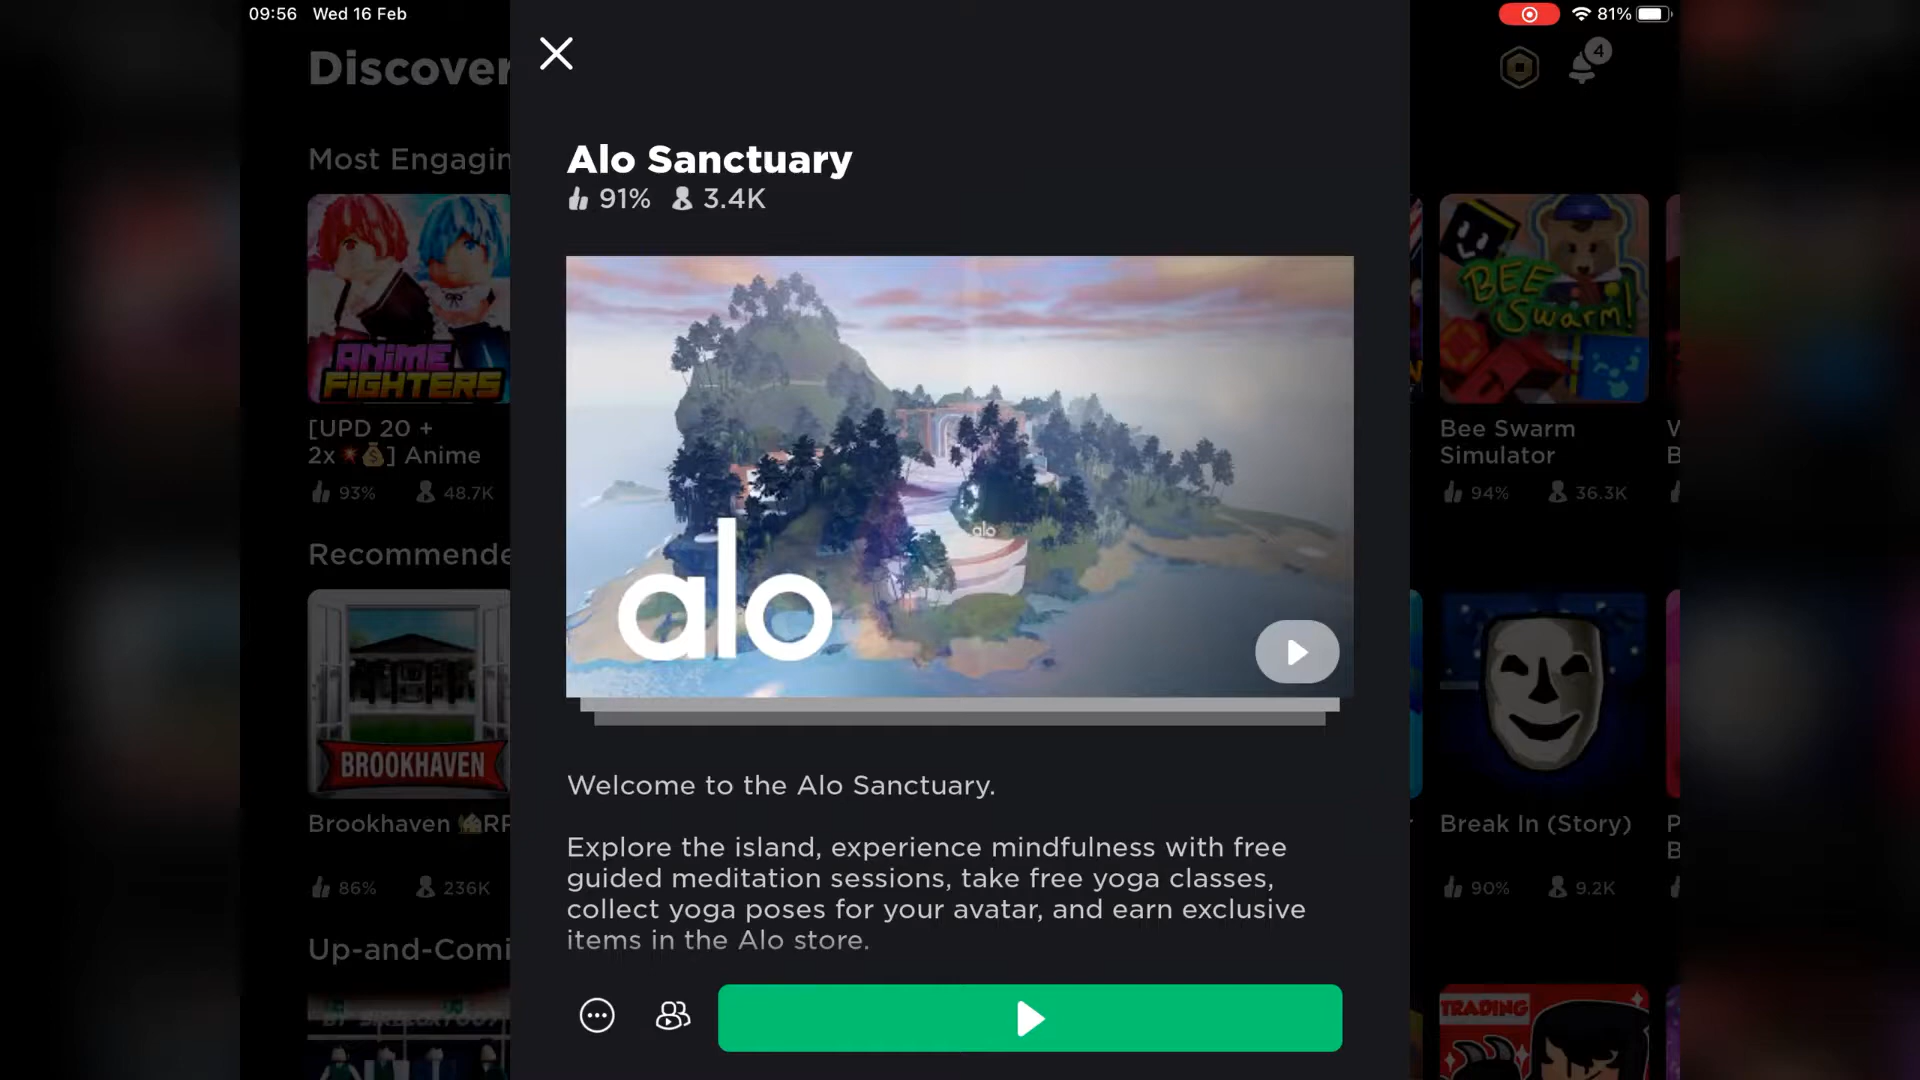 09:56 Wed 16 Feb
81%
Discover
4
Most Engagin
ANIME
FIGHTERS
[UPD 20 +
2x💥💰] Anime
93% 48.7K
Recommende
BROOKHAVEN
Brookhaven 🏡RP
86% 236K
Up-and-Comi
Alo Sanctuary
91% 3.4K
alo
alo
Welcome to the Alo Sanctuary.
Explore the island, experience mindfulness with free
guided meditation sessions, take free yoga classes,
collect yoga poses for your avatar, and earn exclusive
items in the Alo store.
BEE
Swarm!
Bee Swarm
Simulator
94% 36.3K
Break In (Story)
90% 9.2K
TRADING